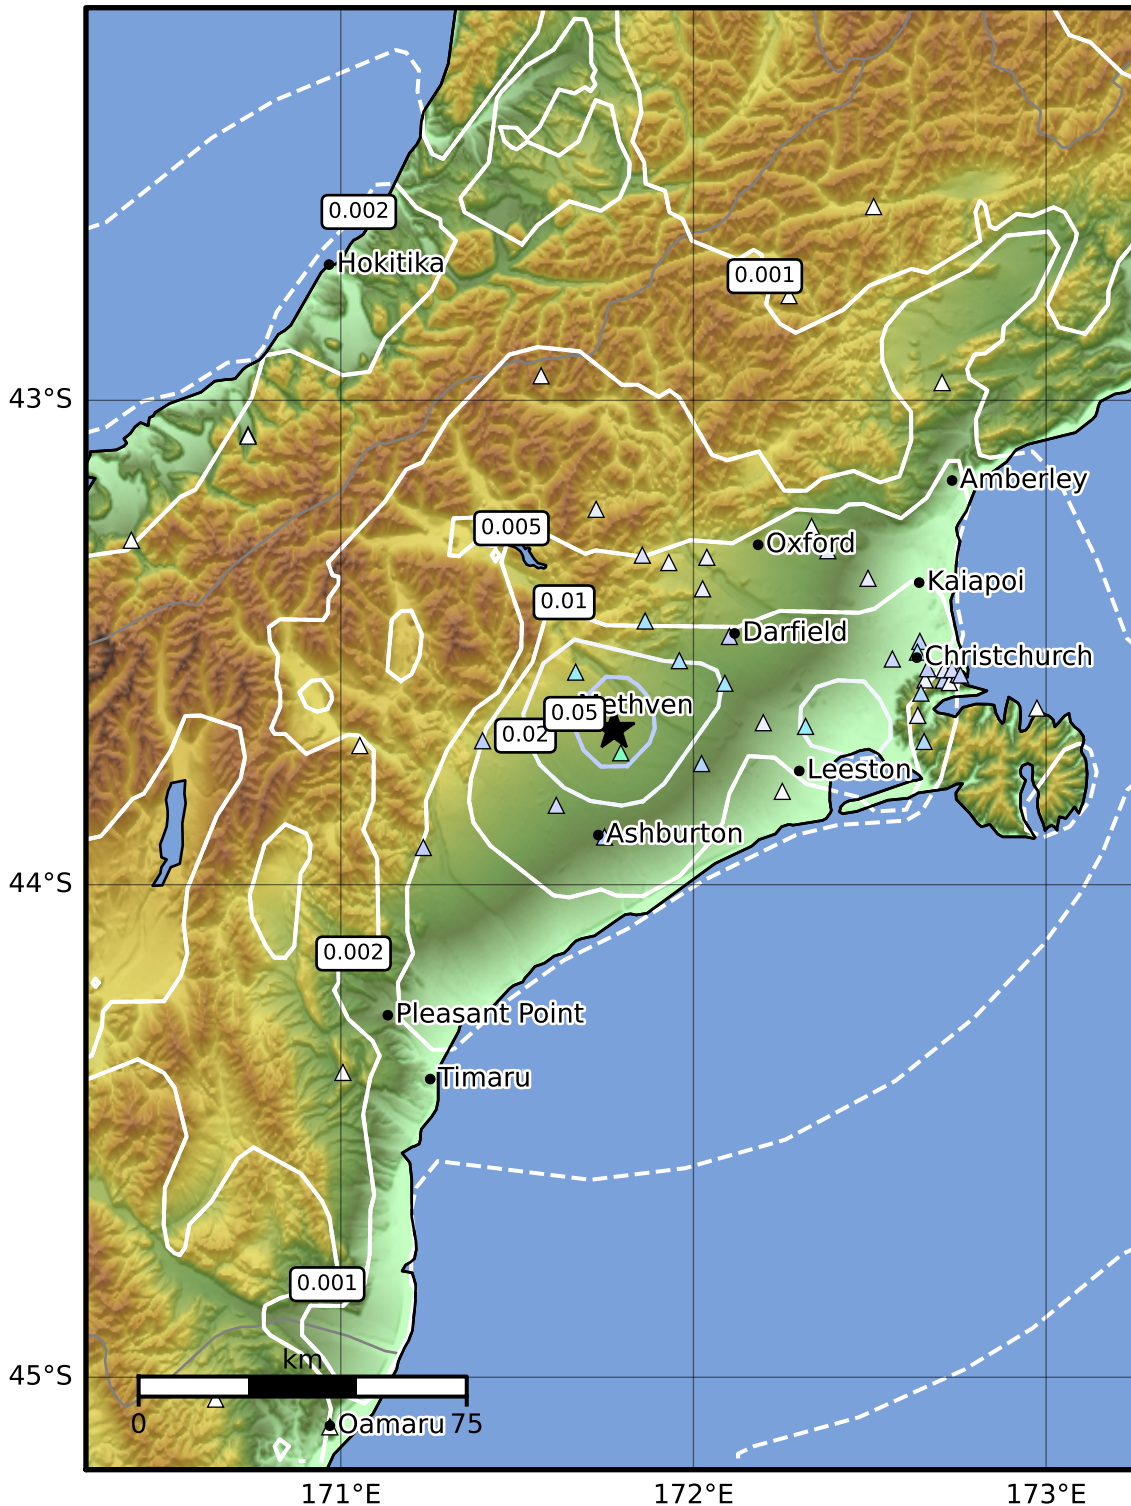 0.002
Hokitika
0.001
43°S
Amberley
0.005
Oxford
Kaiapoi
0.01
Darfield
Christchurch
Methven
0.05
0.02
Leeston
Ashburton
44°S
0.002
Pleasant Point
Timaru
0.001
km
45°S
0 75
Oamaru
171°E 172°E 173°E